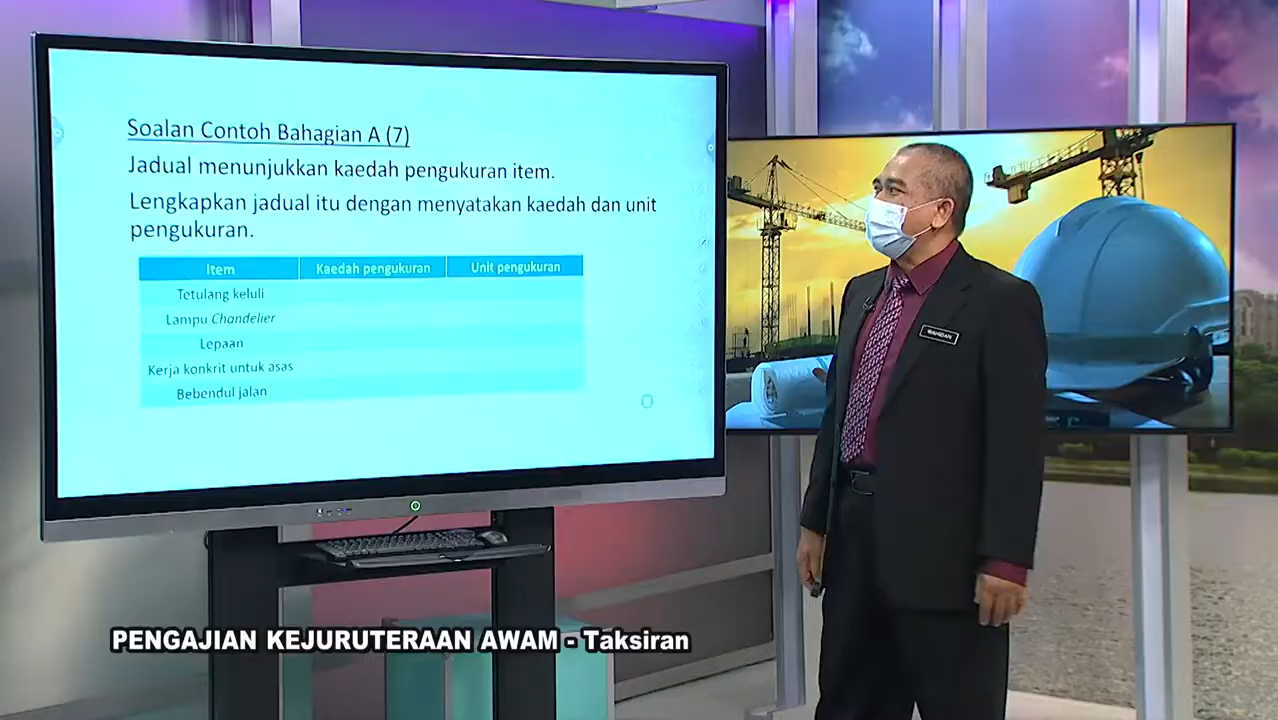 Soalan Contoh Bahagian A (7)
Jadual menunjukkan kaedah pengukuran item.
Lengkapkan jadual itu dengan menyatakan kaedah dan unit
pengukuran.
Item Kaedah pengukuran Unit pengukuran
Tetulang keluli
Lampu Chandelier
Lepaan
Kerja konkrit untuk asas
Bebendul jalan
WAHIDAN
PENGAJIAN KEJURUTERAAN AWAM - Taksiran